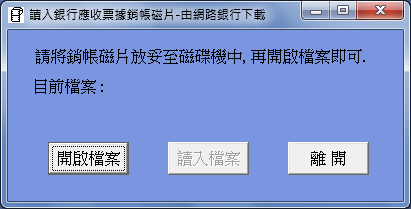 讀入銀行應收票據銷帳磁片-由網路銀行下載
請將銷帳磁片放妥至磁碟機中, 再開啟檔案即可.
目前檔案 :
開啟檔案 讀入檔案 離 開